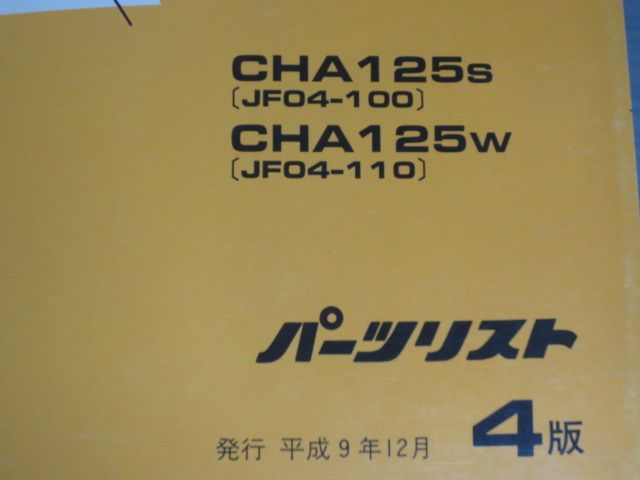 CHA125S
〔JF04-100〕
CHA125W
〔JF04-110〕
パーツリスト
4版
発行 平成9年12月